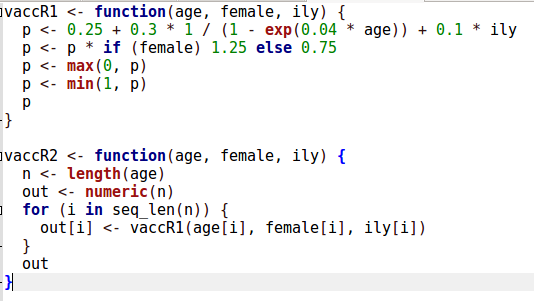 vaccR1 <- function(age, female, ily) {
  p <- 0.25 + 0.3 * 1 / (1 - exp(0.04 * age)) + 0.1 * ily
  p <- p * if (female) 1.25 else 0.75
  p <- max(0, p)
  p <- min(1, p)
  p
}

vaccR2 <- function(age, female, ily) {
  n <- length(age)
  out <- numeric(n)
  for (i in seq_len(n)) {
    out[i] <- vaccR1(age[i], female[i], ily[i])
  }
  out
}